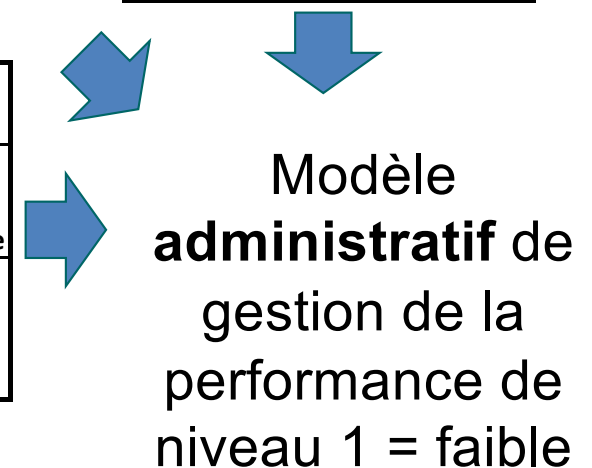 Modèle
administratif de
gestion de la
performance de
niveau 1 = faible